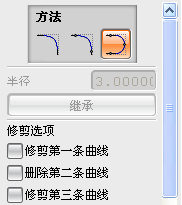 方法
半径 3.00000
继承
修剪选项
修剪第一条曲线
删除第二条曲线
修剪第三条曲线